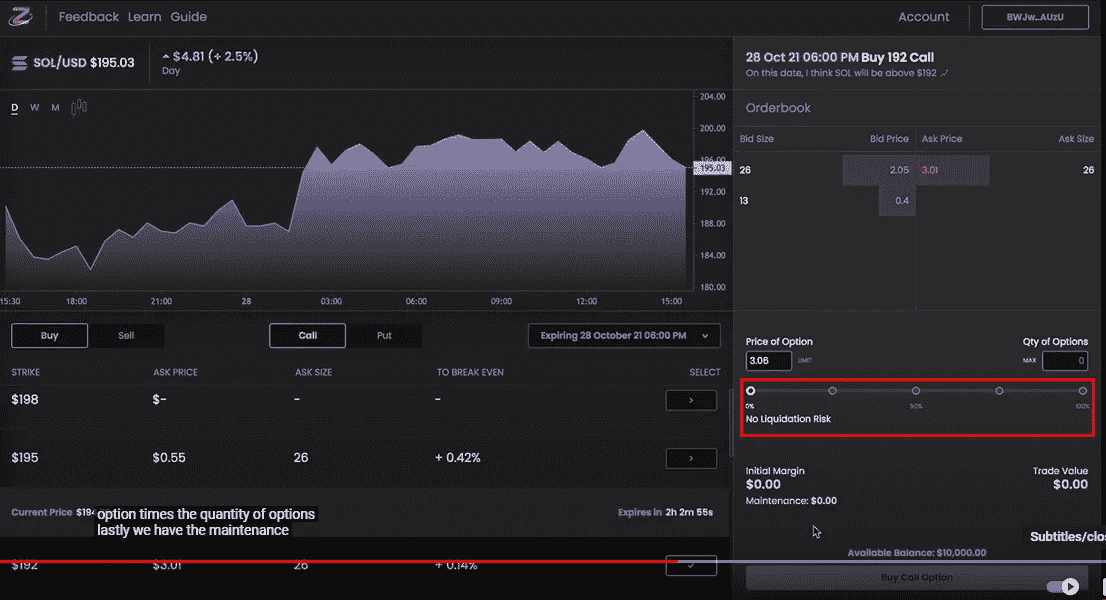 Feedback Learn Guide
Account
BWJw..AUzU
SOL/USD $195.03
$4.81 (+ 2.5%)
Day
D W M
204.00
200.00
196.00
195.03
192.00
188.00
184.00
180.00
15:30 18:00 21:00 28 03:00 06:00 09:00 12:00 15:00
28 Oct 21 06:00 PM Buy 192 Call
On this date, I think SOL will be above $192
Orderbook
Bid Size Bid Price Ask Price Ask Size
26 2.05 3.01 26
13 0.4
Buy Sell Call Put Expiring 28 October 21 06:00 PM
STRIKE ASK PRICE ASK SIZE TO BREAK EVEN SELECT
$198 $- - - >
$195 $0.55 26 + 0.42% >
Current Price $194
Expires in 2h 2m 55s
option times the quantity of options
lastly we have the maintenance
$192 $3.01 26 + 0.14%
Price of Option Qty of Options
3.06 LIMIT MAX 0
0% 50% 100%
No Liquidation Risk
Initial Margin Trade Value
$0.00 $0.00
Maintenance: $0.00
Subtitles/clos
Available Balance: $10,000.00
Buy Call Option